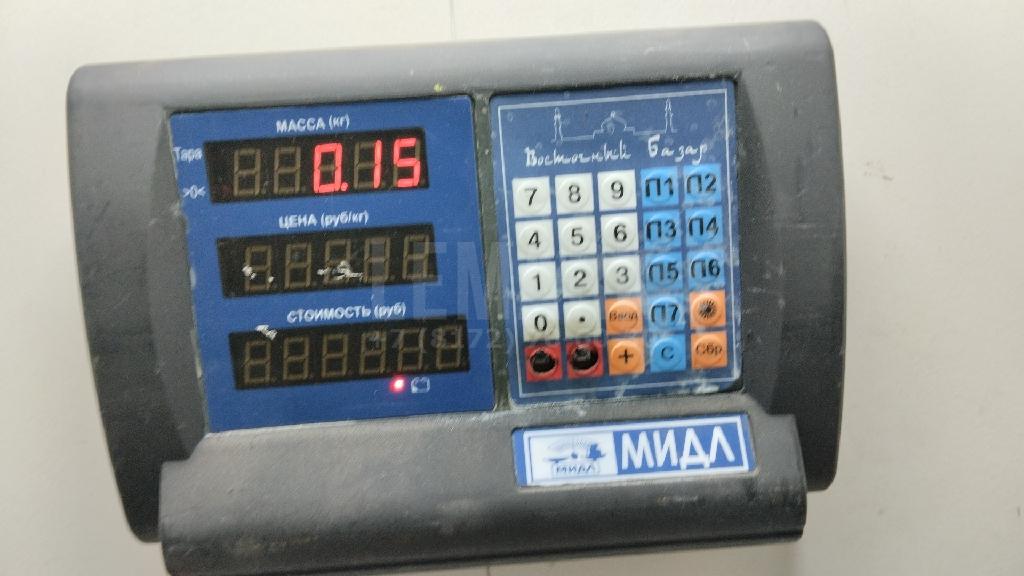 МАССА (кг)
Тара
0.15
>0<
ЦЕНА (руб/кг)
СТОИМОСТЬ (руб)
Восточный Базар
7 8 9 П1 П2
4 5 6 П3 П4
1 2 3 П5 П6
0 . Ввод П7
+ С Сбр
МИДЛ
МИДЛ